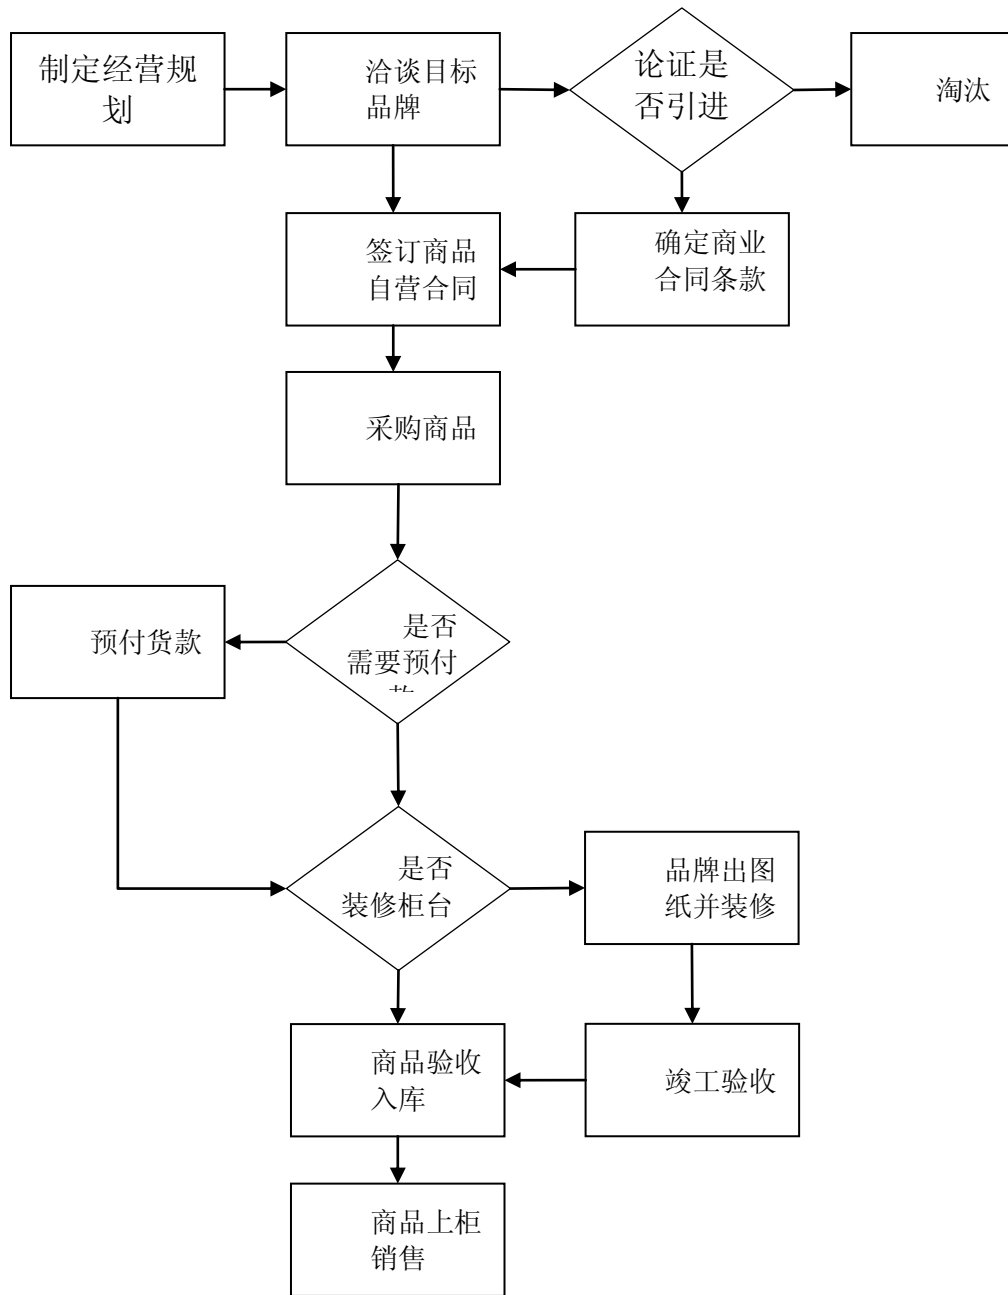 制定经营规
划
洽谈目标
品牌
论证是
否引进
淘汰
签订商品
自营合同
确定商业
合同条款
采购商品
预付货款
是否
需要预付
是否
装修柜台
品牌出图
纸并装修
商品验收
入库
竣工验收
商品上柜
销售